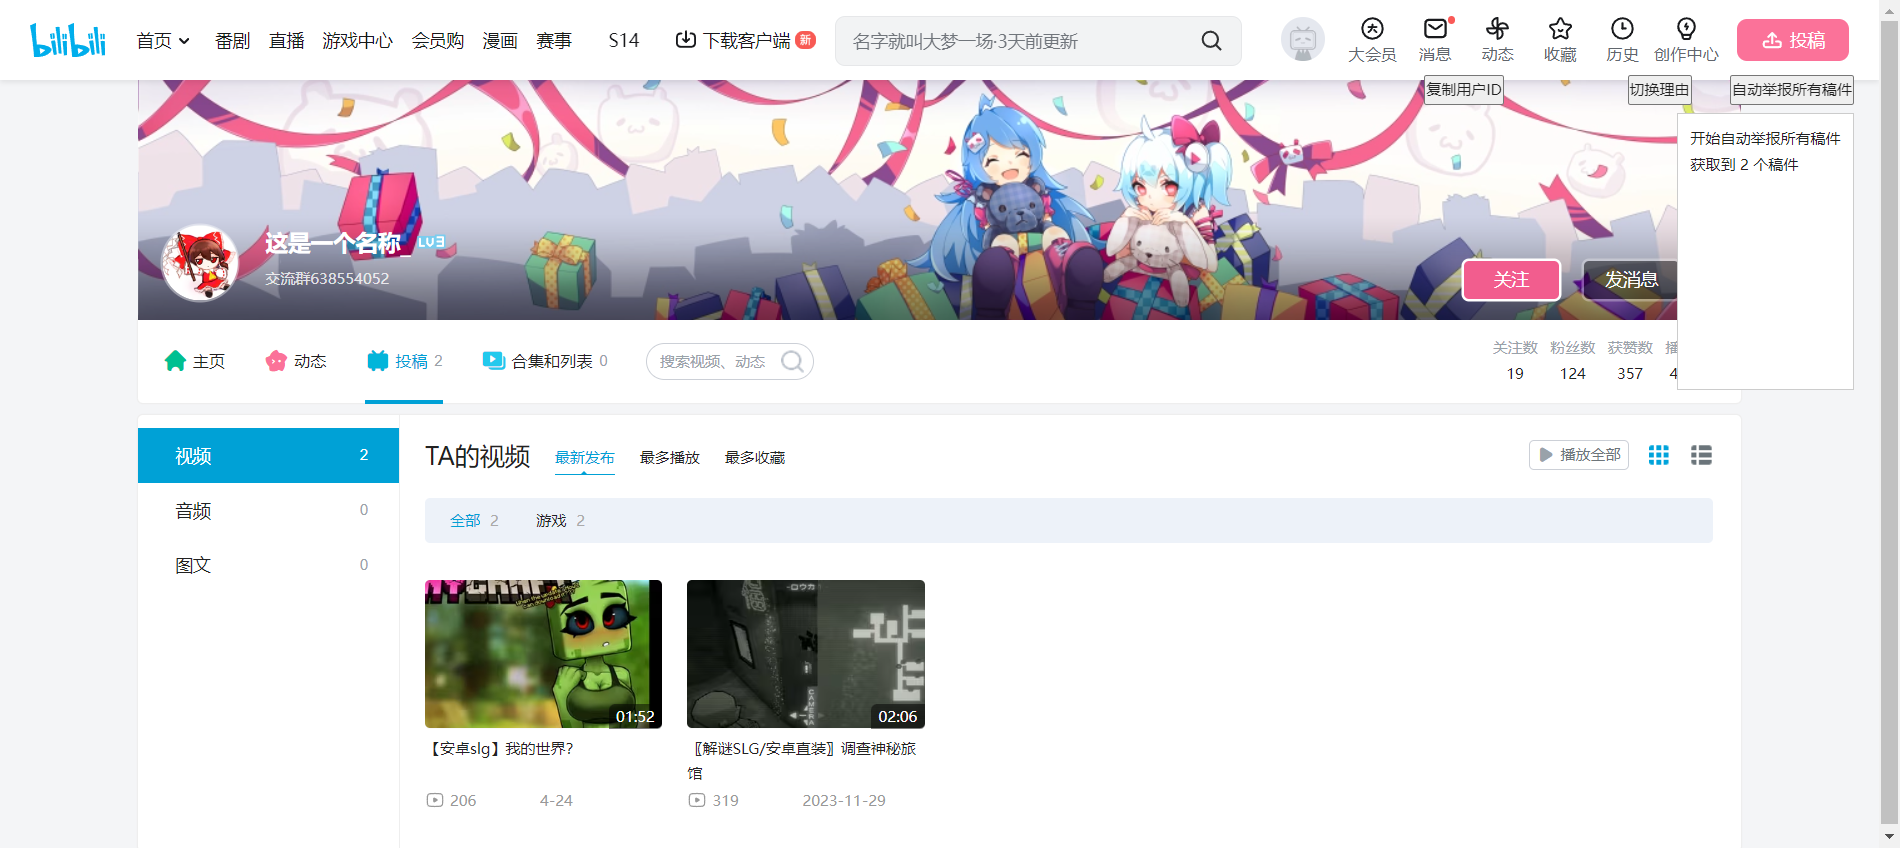 bilibili
首页 番剧 直播 游戏中心 会员购 漫画 赛事 S14 下载客户端 新
名字就叫大梦一场·3天前更新
大会员 消息 动态 收藏 历史 创作中心 投稿
复制用户ID 切换理由 自动举报所有稿件
开始自动举报所有稿件
获取到 2 个稿件
这是一个名称_ LV3
交流群638554052
关注 发消息
主页 动态 投稿 2 合集和列表 0 搜索视频、动态
关注数 粉丝数 获赞数 播
19 124 357 4
视频 2
音频 0
图文 0
TA的视频 最新发布 最多播放 最多收藏 播放全部
全部 2 游戏 2
01:52
【安卓slg】我的世界?
206 4-24
ロウカ
CAMERA
02:06
〖解谜SLG/安卓直装〗调查神秘旅
馆
319 2023-11-29